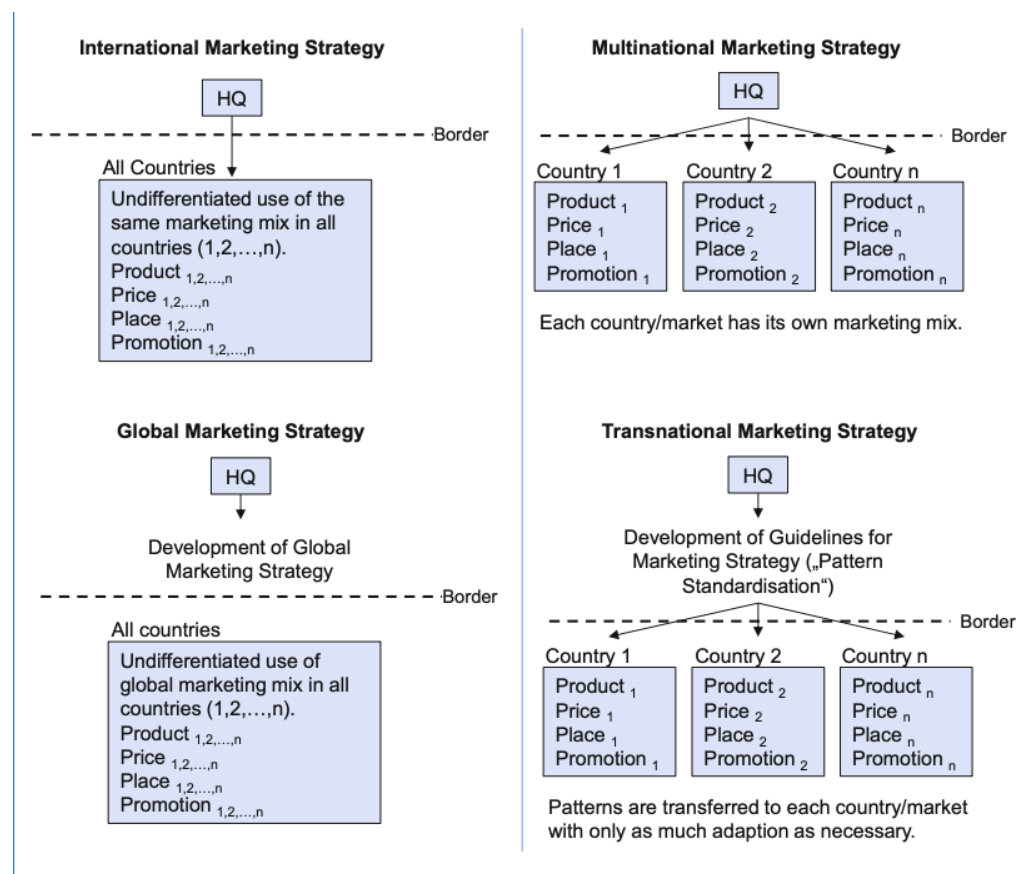 International Marketing Strategy
HQ
Border
All Countries
Undifferentiated use of the
same marketing mix in all
countries (1,2,…,n).
Product 1,2,…,n
Price 1,2,…,n
Place 1,2,…,n
Promotion 1,2,…,n
Multinational Marketing Strategy
HQ
Border
Country 1
Product 1
Price 1
Place 1
Promotion 1
Country 2
Product 2
Price 2
Place 2
Promotion 2
Country n
Product n
Price n
Place n
Promotion n
Each country/market has its own marketing mix.
Global Marketing Strategy
HQ
Development of Global
Marketing Strategy
Border
All countries
Undifferentiated use of
global marketing mix in all
countries (1,2,…,n).
Product 1,2,…,n
Price 1,2,…,n
Place 1,2,…,n
Promotion 1,2,…,n
Transnational Marketing Strategy
HQ
Development of Guidelines for
Marketing Strategy („Pattern
Standardisation“)
Border
Country 1
Product 1
Price 1
Place 1
Promotion 1
Country 2
Product 2
Price 2
Place 2
Promotion 2
Country n
Product n
Price n
Place n
Promotion n
Patterns are transferred to each country/market
with only as much adaption as necessary.